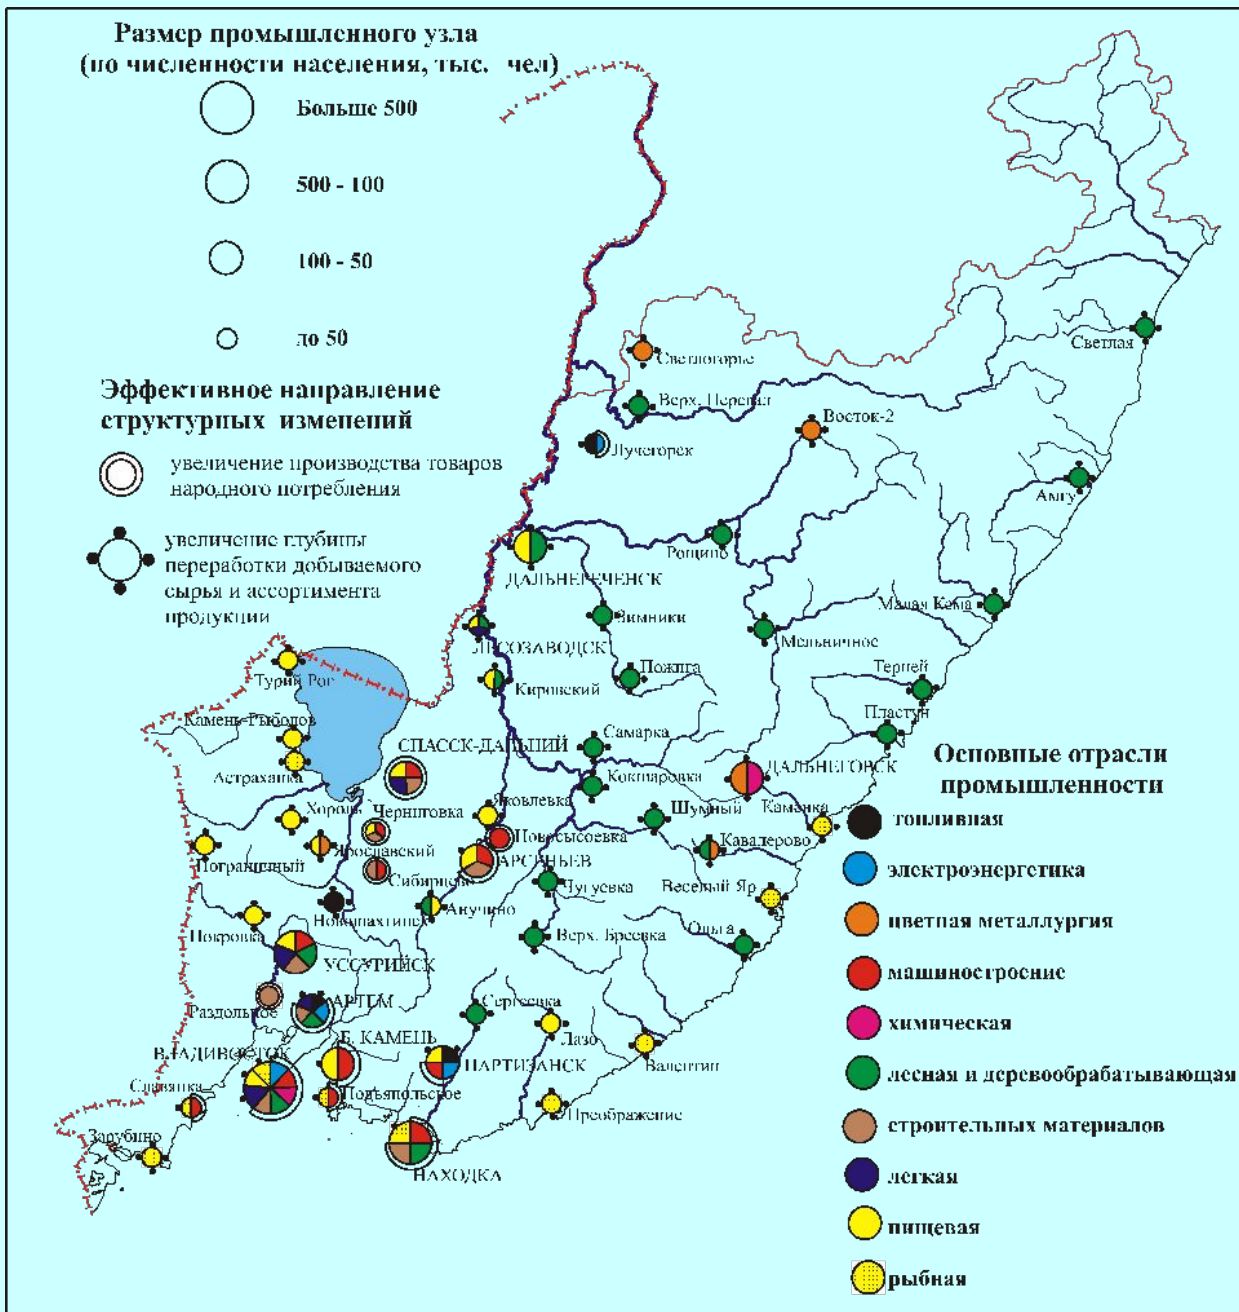 Размер промышленного узла
(по численности населения, тыс. чел)
Больше 500
500 - 100
100 - 50
до 50
Эффективное направление
структурных изменений
увеличение производства товаров
народного потребления
увеличение глубины
переработки добываемого
сырья и ассортимента
продукции
Светлая
Светлогорье
Верх. Перевал
Восток-2
Лучегорск
Амгу
Рощино
ДАЛЬНЕРЕЧЕНСК
Малая Кема
Зимники
Мельничное
ЛЕСОЗАВОДСК
Турий Рог
Кировский
Пожига
Терней
Пластун
Камень-Рыболов
Самарка
СПАССК-ДАЛЬНИЙ
Астраханка
Кокшаровка
ДАЛЬНЕГОРСК
Основные отрасли
промышленности
Хороль
Черниговка
Яковлевка
Шумный
Каменка
топливная
Новосысоевка
Кавалерово
Ярославский
Пограничный
АРСЕНЬЕВ
Сибирцево
Чугуевка
Веселый Яр
электроэнергетика
Новошахтинск
Анучино
Покровка
Верх. Бреевка
Ольга
цветная металлургия
УССУРИЙСК
машиностроение
Раздольное
АРТЕМ
Сергеевка
химическая
Лазо
Б. КАМЕНЬ
ВЛАДИВОСТОК
ПАРТИЗАНСК
Валентин
лесная и деревообрабатывающая
Славянка
Подъяпольское
Преображение
строительных материалов
Зарубино
НАХОДКА
легкая
пищевая
рыбная